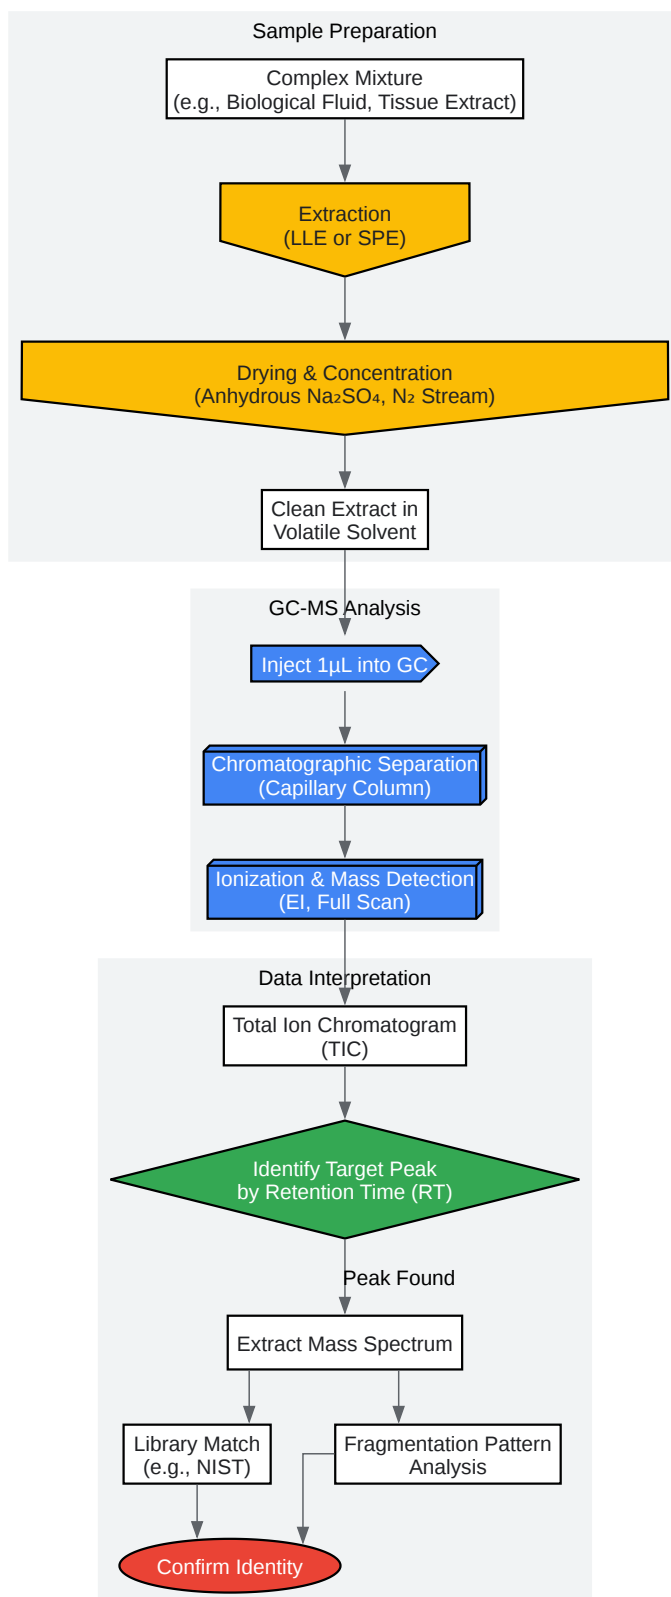 Sample Preparation
Complex Mixture
(e.g., Biological Fluid, Tissue Extract)
Extraction
(LLE or SPE)
Drying & Concentration
(Anhydrous Na₂SO₄, N₂ Stream)
Clean Extract in
Volatile Solvent
GC-MS Analysis
Inject 1µL into GC
Chromatographic Separation
(Capillary Column)
Ionization & Mass Detection
(EI, Full Scan)
Data Interpretation
Total Ion Chromatogram
(TIC)
Identify Target Peak
by Retention Time (RT)
Peak Found
Extract Mass Spectrum
Library Match
(e.g., NIST)
Fragmentation Pattern
Analysis
Confirm Identity